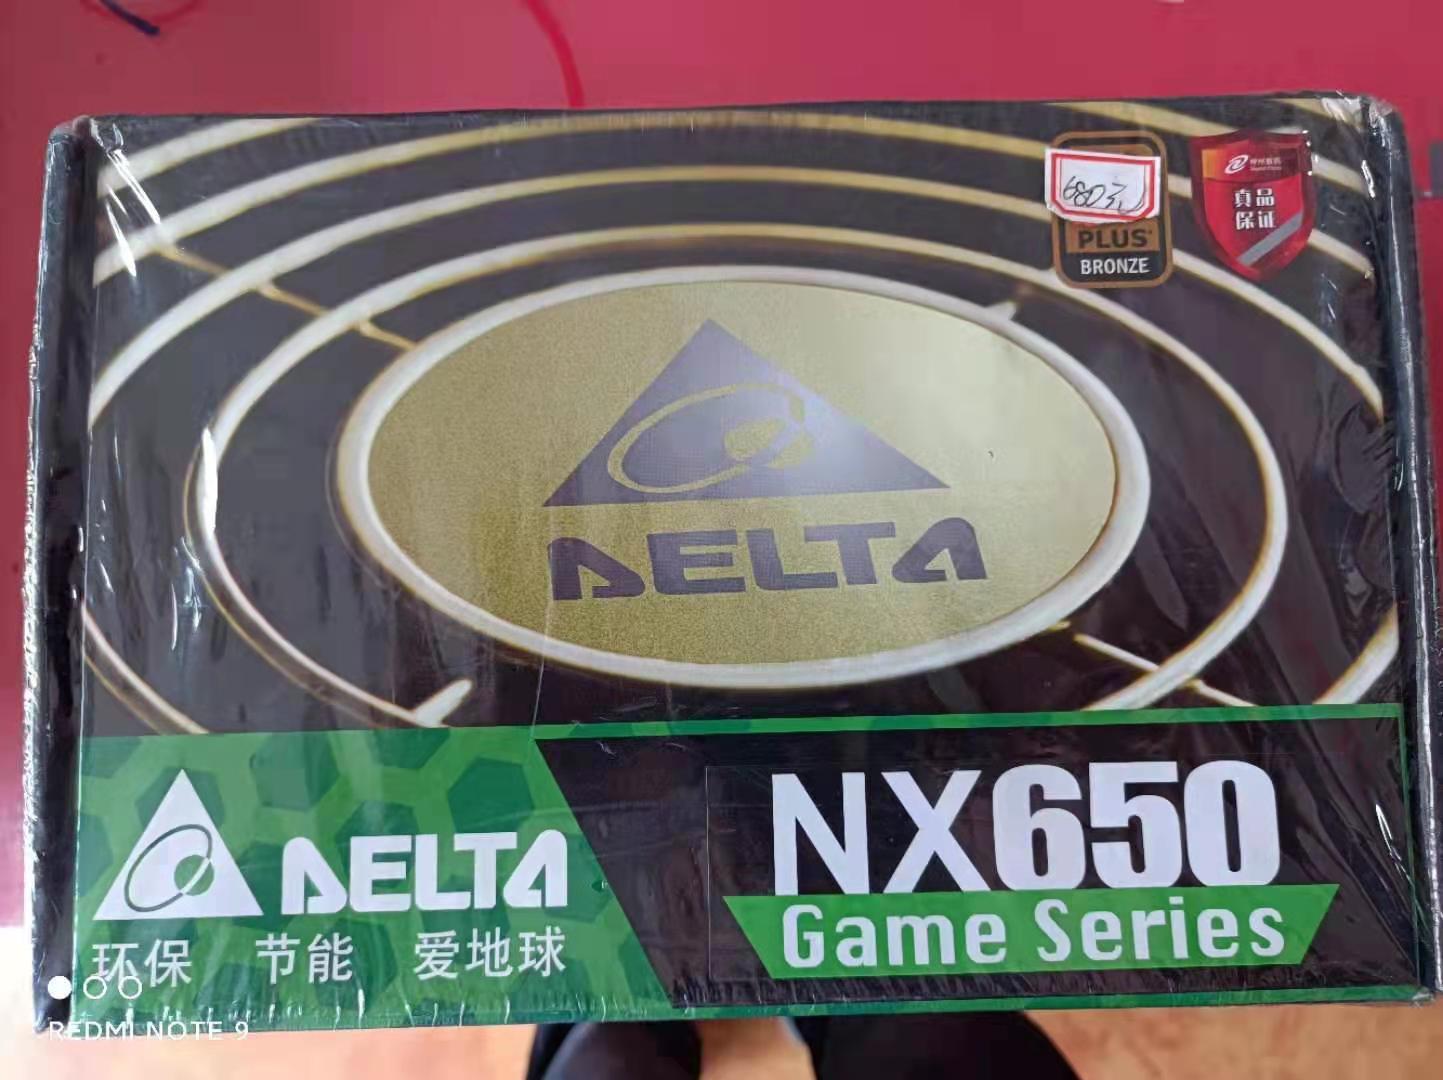 680元
PLUS
BRONZE
真品
保证
DELTA
NX650
Game Series
DELTA
环保 节能 爱地球
REDMI NOTE 9